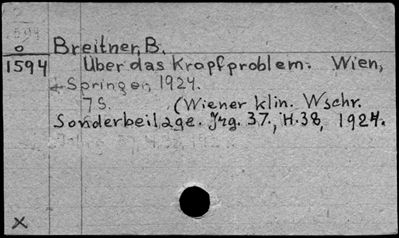 O
1594
Breitner, B.
Über das Kropfproblem. Wien,
Springer, 1924.
7 S. (Wiener klin. Wschr.
Sonderbeilage. Jrg. 37., H. 38, 1924.
X